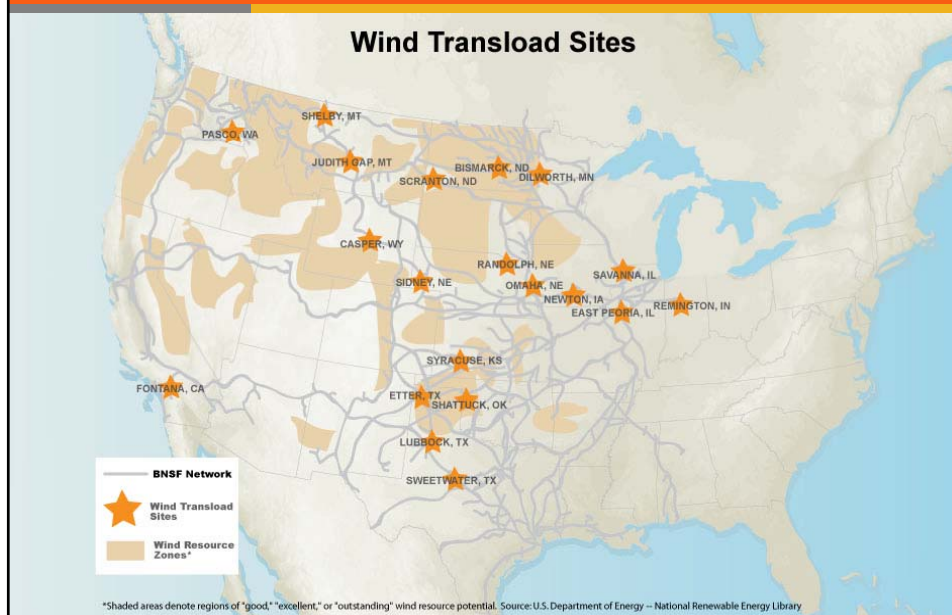 Wind Transload Sites
SHELBY, MT
PASCO, WA
JUDITH GAP, MT
BISMARCK, ND
SCRANTON, ND
DILWORTH, MN
CASPER, WY
RANDOLPH, NE
SAVANNA, IL
SIDNEY, NE
OMAHA, NE
NEWTON, IA
REMINGTON, IN
EAST PEORIA, IL
SYRACUSE, KS
FONTANA, CA
ETTER, TX
SHATTUCK, OK
LUBBOCK, TX
SWEETWATER, TX
BNSF Network
Wind Transload
Sites
Wind Resource
Zones*
*Shaded areas denote regions of "good," "excellent," or "outstanding" wind resource potential. Source: U.S. Department of Energy -- National Renewable Energy Library